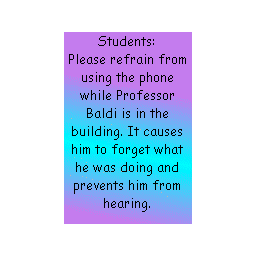 Students:
Please refrain from
using the phone
while Professor
Baldi is in the
building. It causes
him to forget what
he was doing and
prevents him from
hearing.